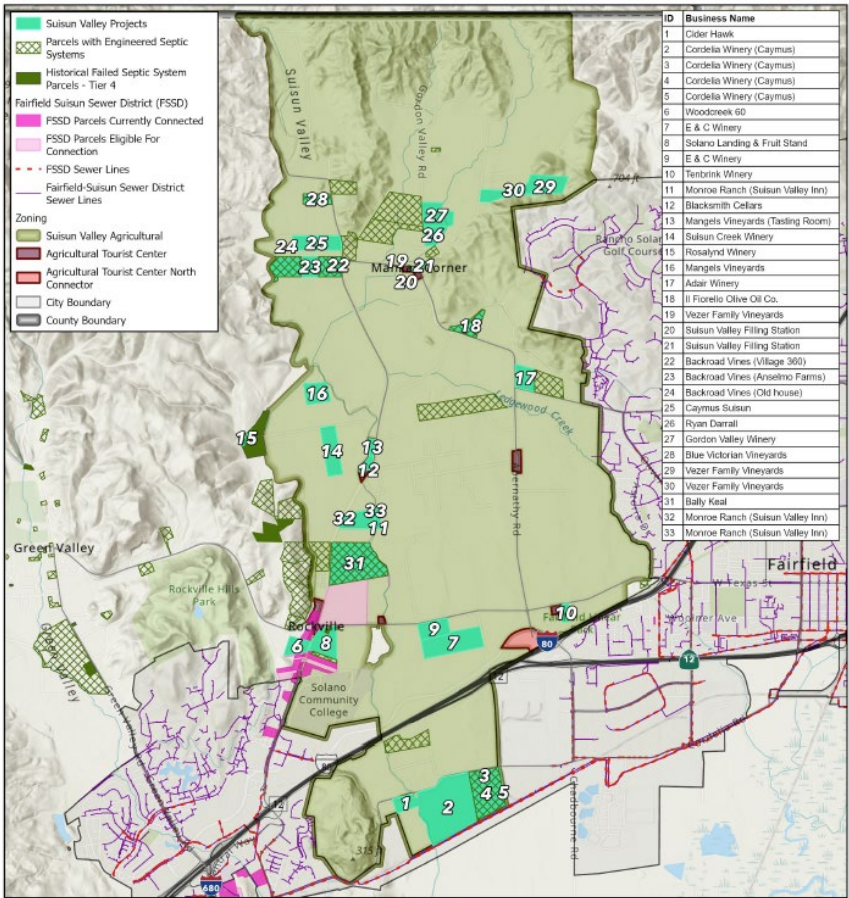 Suisun Valley Projects
Parcels with Engineered Septic
Systems
Historical Failed Septic System
Parcels - Tier 4
Fairfield Suisun Sewer District (FSSD)
FSSD Parcels Currently Connected
FSSD Parcels Eligible For
Connection
FSSD Sewer Lines
Fairfield-Suisun Sewer District
Sewer Lines
Zoning
Suisun Valley Agricultural
Agricultural Tourist Center
Agricultural Tourist Center North
Connector
City Boundary
County Boundary
ID Business Name
1 Cider Hawk
2 Cordelia Winery (Caymus)
3 Cordelia Winery (Caymus)
4 Cordelia Winery (Caymus)
5 Cordelia Winery (Caymus)
6 Woodcreek 60
7 E & C Winery
8 Solano Landing & Fruit Stand
9 E & C Winery
10 Tenbrink Winery
11 Monroe Ranch (Suisun Valley Inn)
12 Blacksmith Cellars
13 Mangels Vineyards (Tasting Room)
14 Suisun Creek Winery
15 Rosalynd Winery
16 Mangels Vineyards
17 Adair Winery
18 Il Fiorello Olive Oil Co.
19 Vezer Family Vineyards
20 Suisun Valley Filling Station
21 Suisun Valley Filling Station
22 Backroad Vines (Village 360)
23 Backroad Vines (Anselmo Farms)
24 Backroad Vines (Old house)
25 Caymus Suisun
26 Ryan Darrall
27 Gordon Valley Winery
28 Blue Victorian Vineyards
29 Vezer Family Vineyards
30 Vezer Family Vineyards
31 Bally Keal
32 Monroe Ranch (Suisun Valley Inn)
33 Monroe Ranch (Suisun Valley Inn)
Suisun Valley
Gordon Valley Rd
704 ft
30 29
28
27
26
24 25
23 22
19 21
20
Corner
Golf Course
18
17
16
Ledgewood Creek
15
14
13
12
33
32
11
31
Green Valley
Rockville Hills
Park
Rockville
6 8
9
7
10
80
Fairfield
W Texas St
12
Solano
Community
College
Green Valley
Cordelia Rd
Chadbourne Rd
3
4 5
1
2
12
315 ft
680